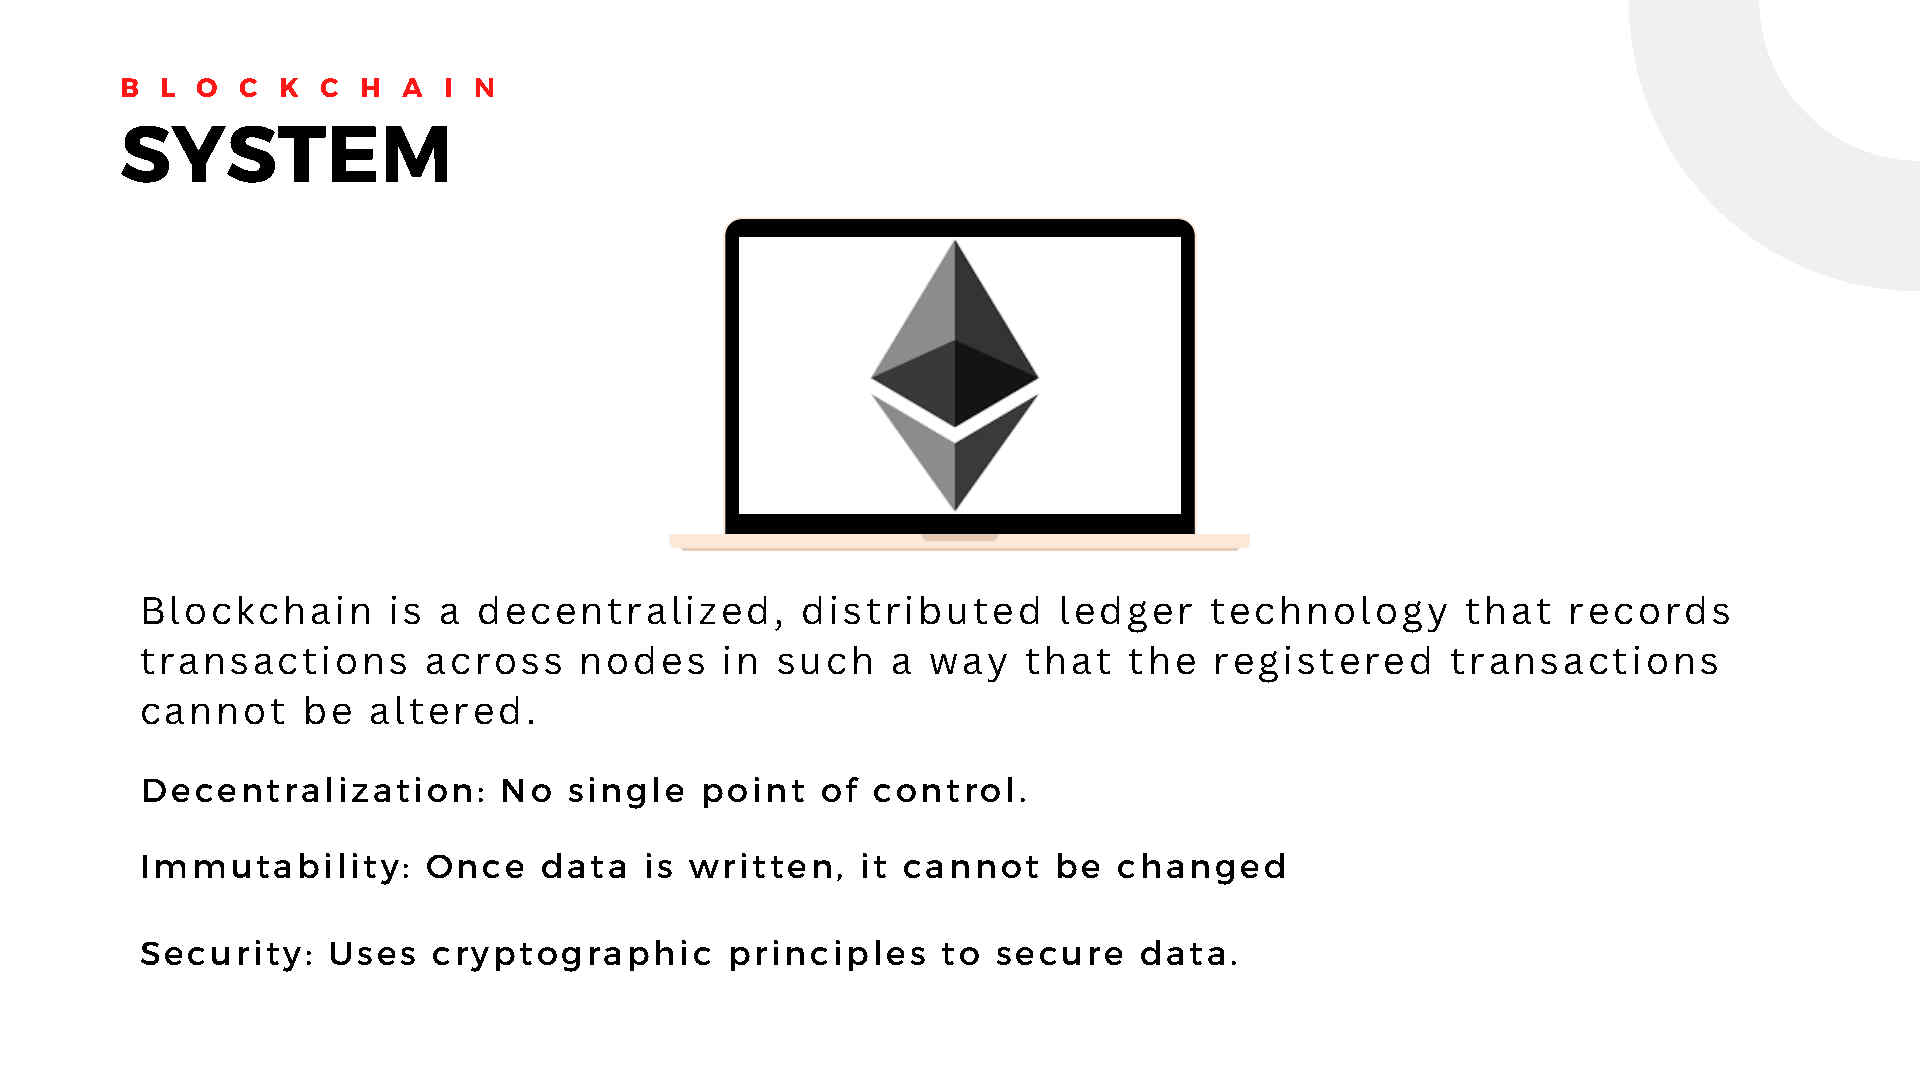 BLOCKCHAIN
SYSTEM
Blockchain is a decentralized, distributed ledger technology that records
transactions across nodes in such a way that the registered transactions
cannot be altered.
Decentralization: No single point of control.
Immutability: Once data is written, it cannot be changed
Security: Uses cryptographic principles to secure data.